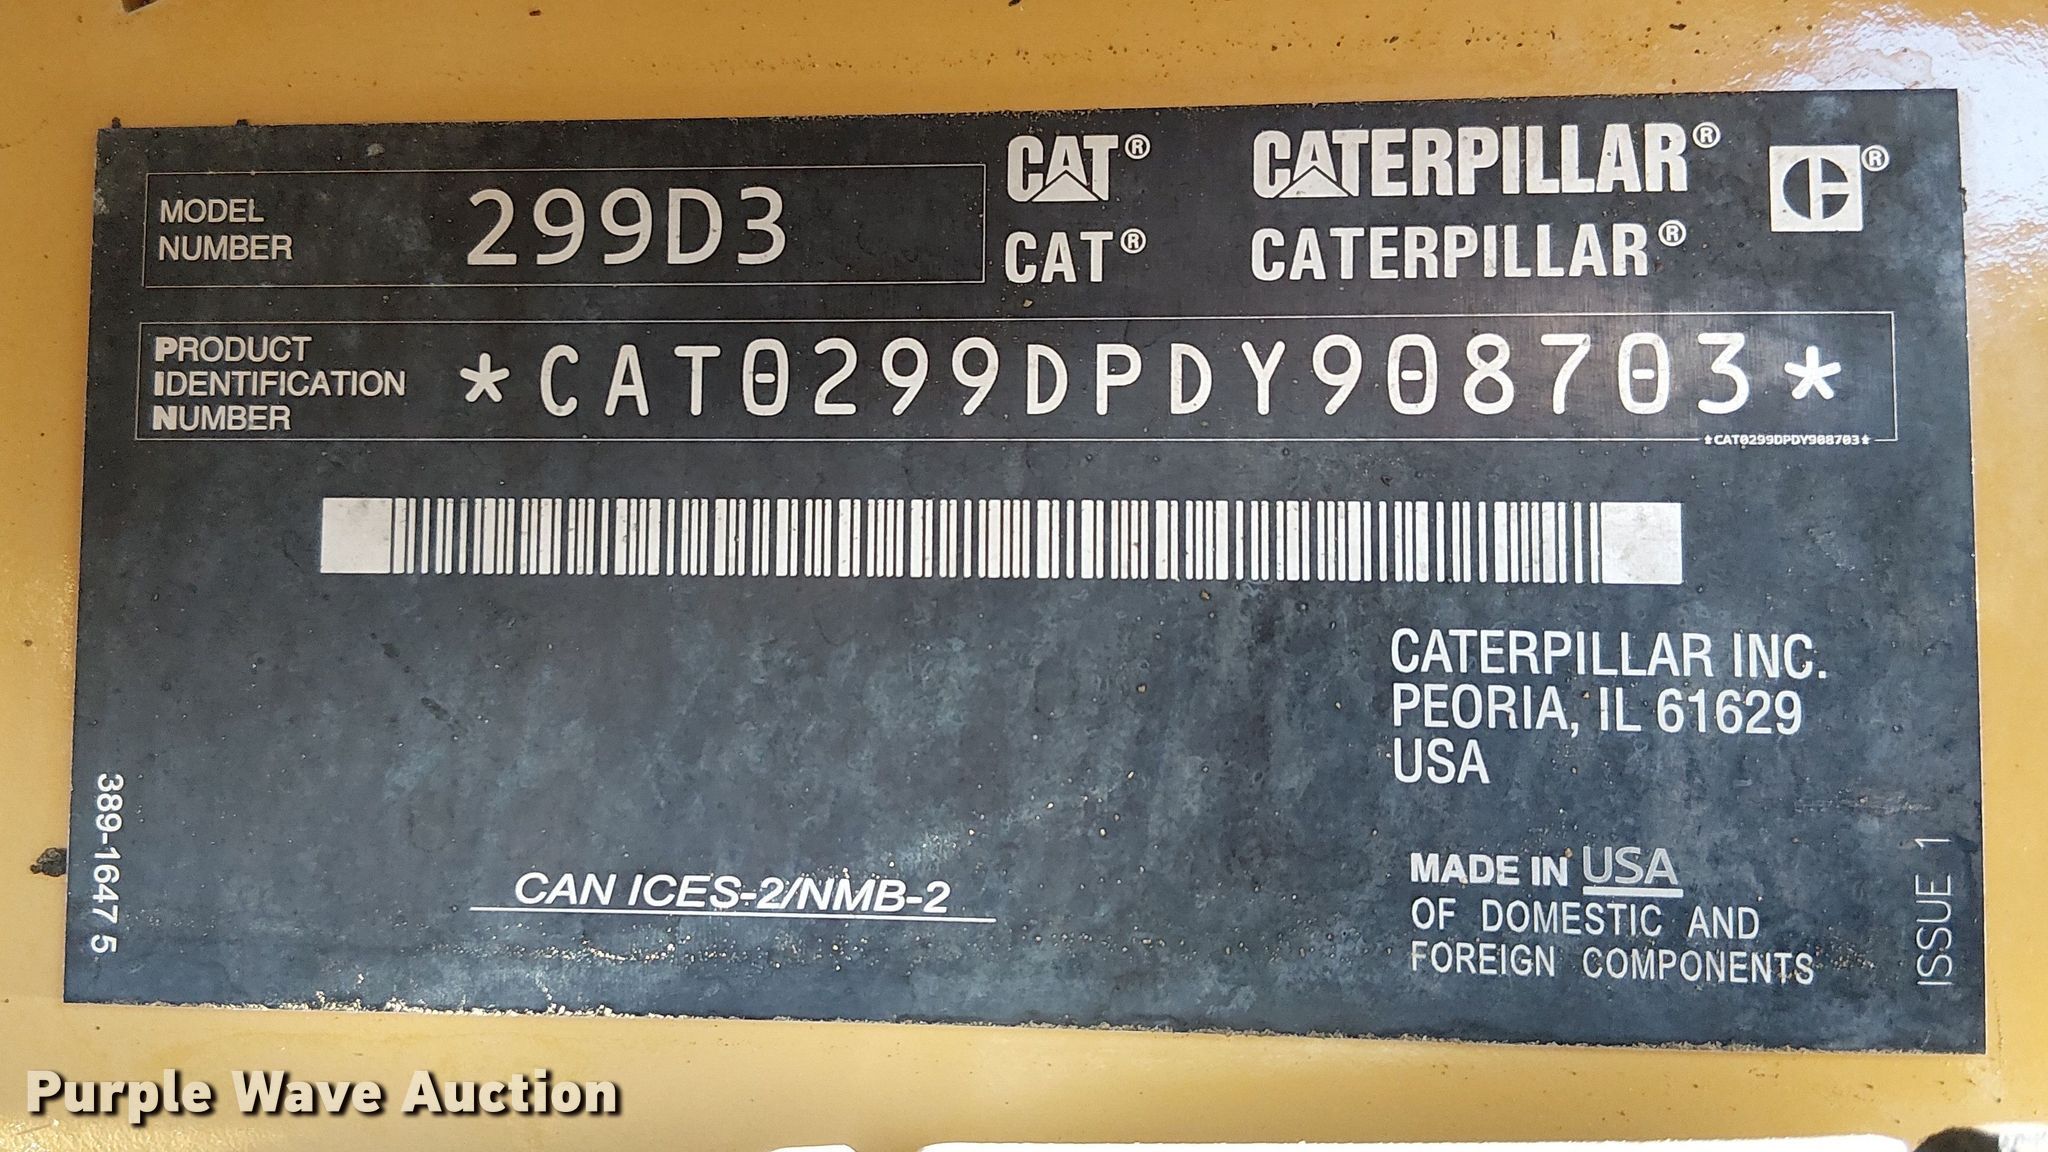 MODEL
NUMBER
299D3
CAT® CATERPILLAR® ®
CAT® CATERPILLAR®
PRODUCT
IDENTIFICATION
NUMBER
*CAT0299DPDY908703*
*CAT0299DPDY908703*
CATERPILLAR INC.
PEORIA, IL 61629
USA
389-1647 5
CAN ICES-2/NMB-2
MADE IN USA
OF DOMESTIC AND
FOREIGN COMPONENTS
ISSUE 1
Purple Wave Auction